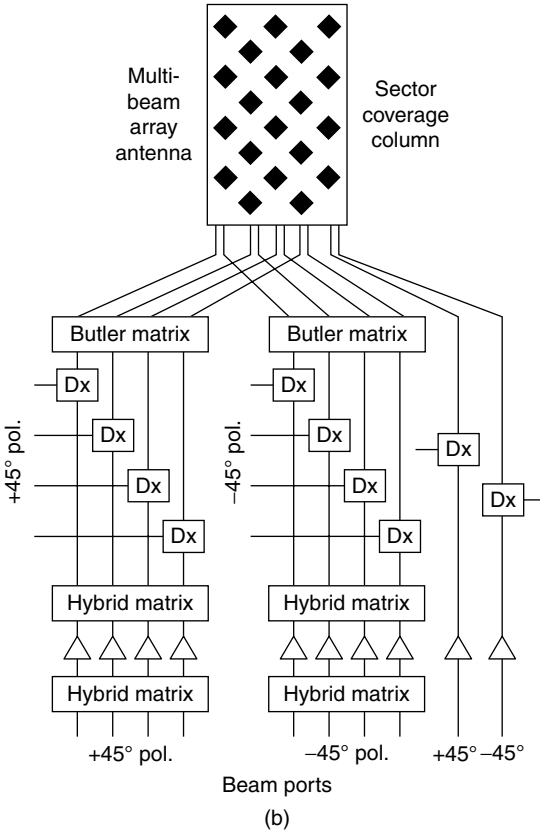 Multi-
beam
array
antenna
Sector
coverage
column
Butler matrix
Butler matrix
Dx
Dx
Dx
Dx
+45° pol.
Dx
Dx
Dx
Dx
−45° pol.
Dx
Dx
Hybrid matrix
Hybrid matrix
Hybrid matrix
Hybrid matrix
+45° pol.
−45° pol.
+45° −45°
Beam ports
(b)